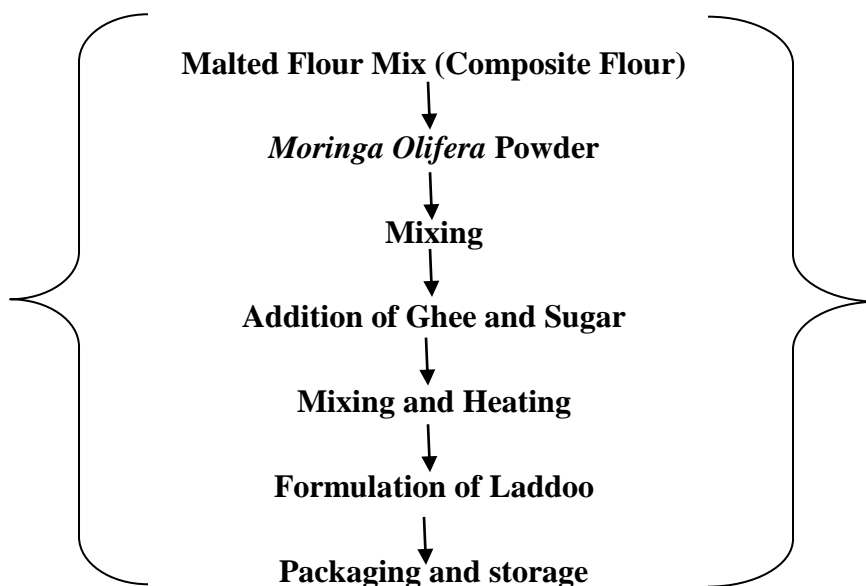 Malted Flour Mix (Composite Flour)
Moringa Olifera Powder
Mixing
Addition of Ghee and Sugar
Mixing and Heating
Formulation of Laddoo
Packaging and storage